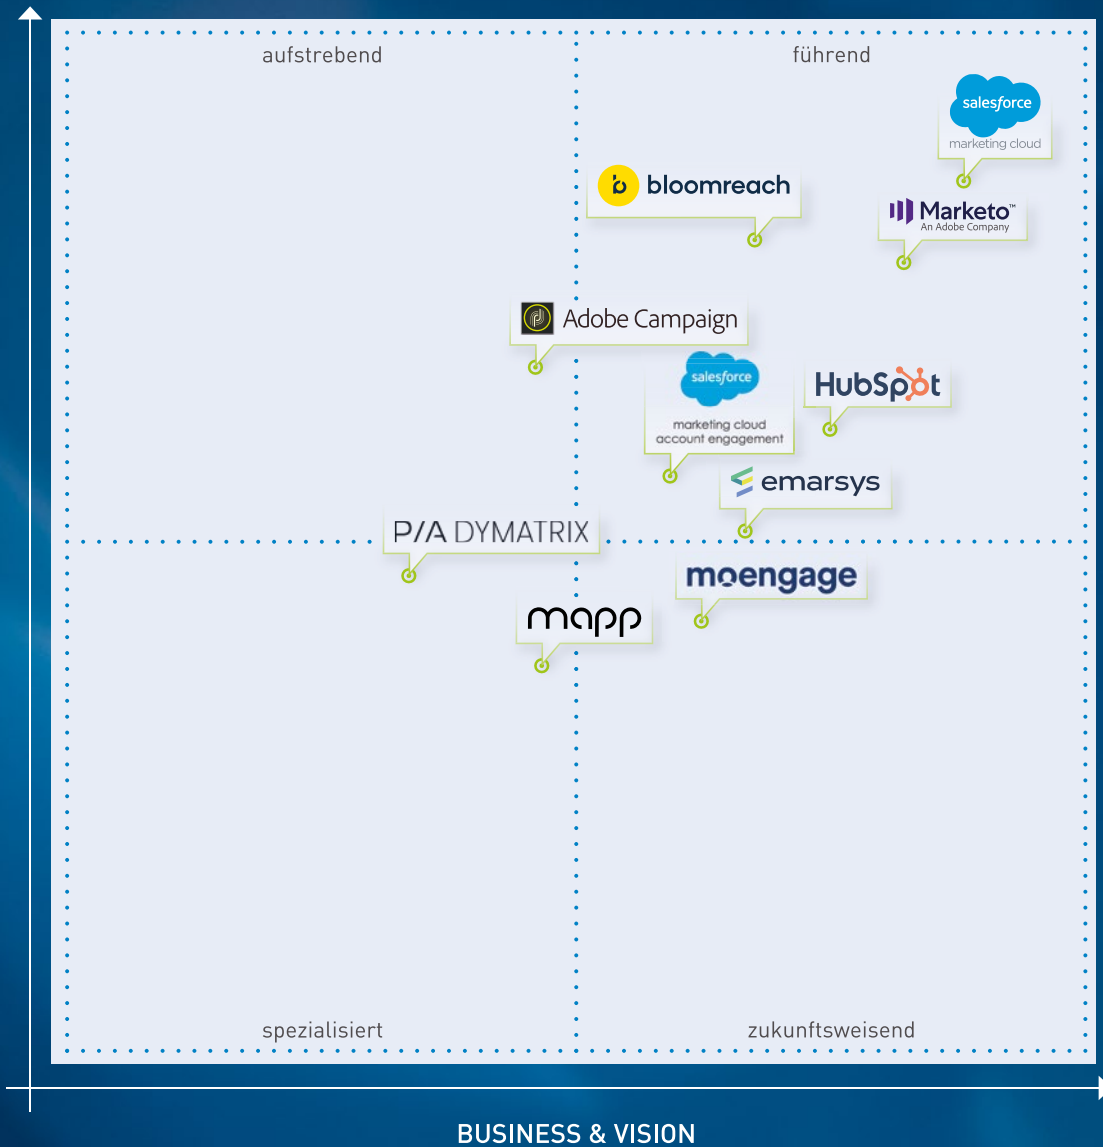 aufstrebend
führend
salesforce
marketing cloud
bloomreach
Marketo™
An Adobe Company
Adobe Campaign
salesforce
marketing cloud
account engagement
HubSpot
emarsys
P/A DYMATRIX
moengage
mapp
spezialisiert
zukunftsweisend
BUSINESS & VISION